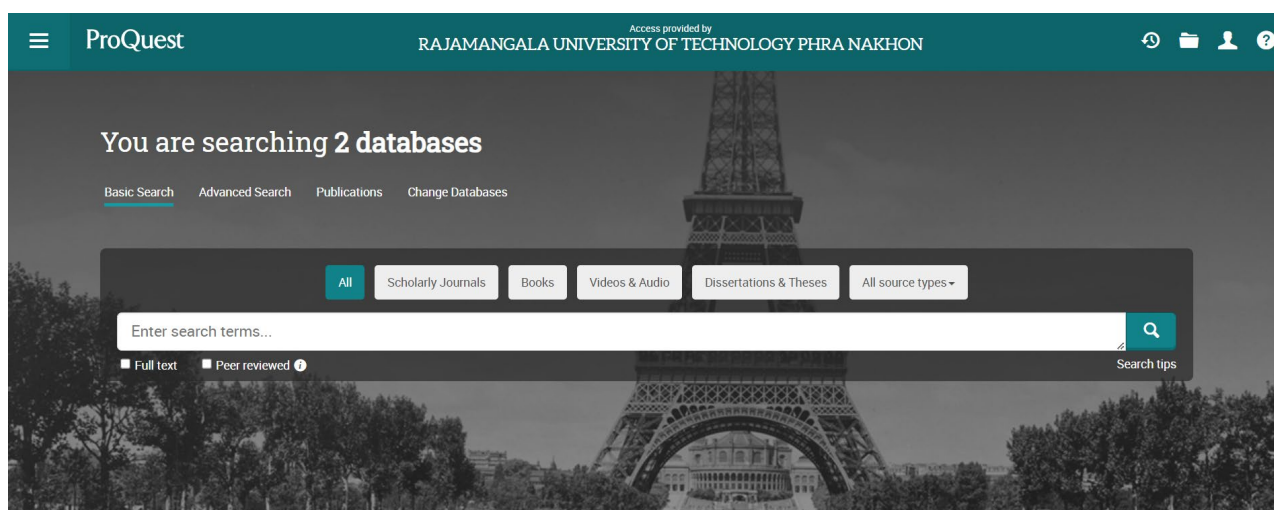 ProQuest
Access provided by
RAJAMANGALA UNIVERSITY OF TECHNOLOGY PHRA NAKHON
?
You are searching 2 databases
Basic Search Advanced Search Publications Change Databases
All Scholarly Journals Books Videos & Audio Dissertations & Theses All source types
Enter search terms...
Full text Peer reviewed i
Search tips